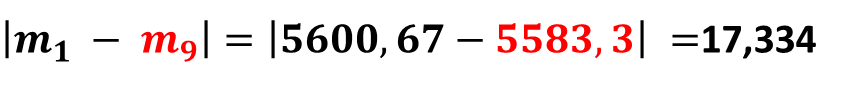 |m₁ − m₉| = |5600,67 − 5583,3| =17,334